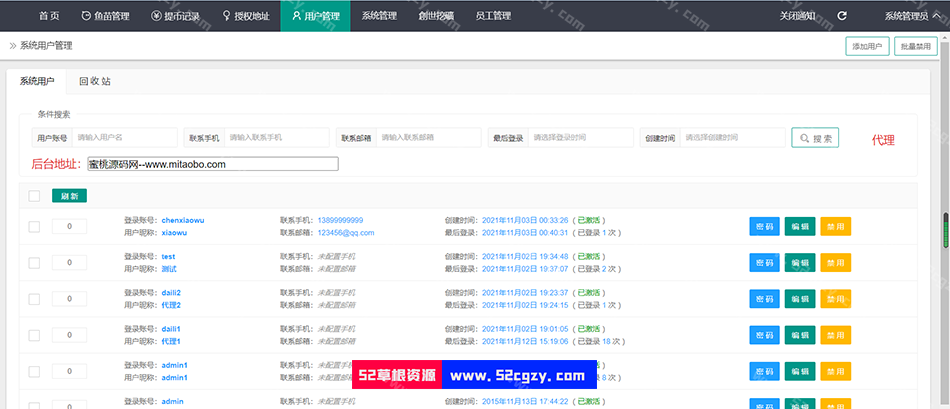 首 页 鱼苗管理 提币记录 授权地址 用户管理 系统管理 创世挖矿 员工管理 关闭通知 系统管理员
系统用户管理 添加用户 批量禁用
系统用户 回 收 站
条件搜索
用户账号 请输入用户名 联系手机 请输入联系手机 联系邮箱 请输入联系邮箱 最后登录 请选择登录时间 创建时间 请选择创建时间 搜 索 代理
后台地址: 蜜桃源码网--www.mitaobo.com
刷 新
0 登录账号：chenxiaowu 联系手机：13899999999 创建时间：2021年11月03日 00:33:26 ( 已激活 ) 密 码 编 辑 禁 用
用户昵称：xiaowu 联系邮箱：123456@qq.com 最后登录：2021年11月03日 00:40:31 ( 已登录 1 次 )
0 登录账号：test 联系手机：未配置手机 创建时间：2021年11月02日 19:34:48 ( 已激活 ) 密 码 编 辑 禁 用
用户昵称：测试 联系邮箱：未配置邮箱 最后登录：2021年11月02日 19:37:07 ( 已登录 2 次 )
0 登录账号：daili2 联系手机：未配置手机 创建时间：2021年11月02日 19:23:37 ( 已激活 ) 密 码 编 辑 禁 用
用户昵称：代理2 联系邮箱：未配置邮箱 最后登录：2021年11月02日 19:24:15 ( 已登录 1 次 )
0 登录账号：daili1 联系手机：未配置手机 创建时间：2021年11月02日 19:01:05 ( 已激活 ) 密 码 编 辑 禁 用
用户昵称：代理1 联系邮箱：未配置邮箱 最后登录：2021年11月12日 15:19:06 ( 已登录 18 次 )
0 登录账号：admin1 密 码 编 辑 禁 用
用户昵称：admin1 8 次 )
52草根资源 www.52cgzy.com
登录账号：admin 联系手机：未配置手机 创建时间：2015年11月13日 17:44:22 ( 已激活 ) 密 码 编 辑 禁 用